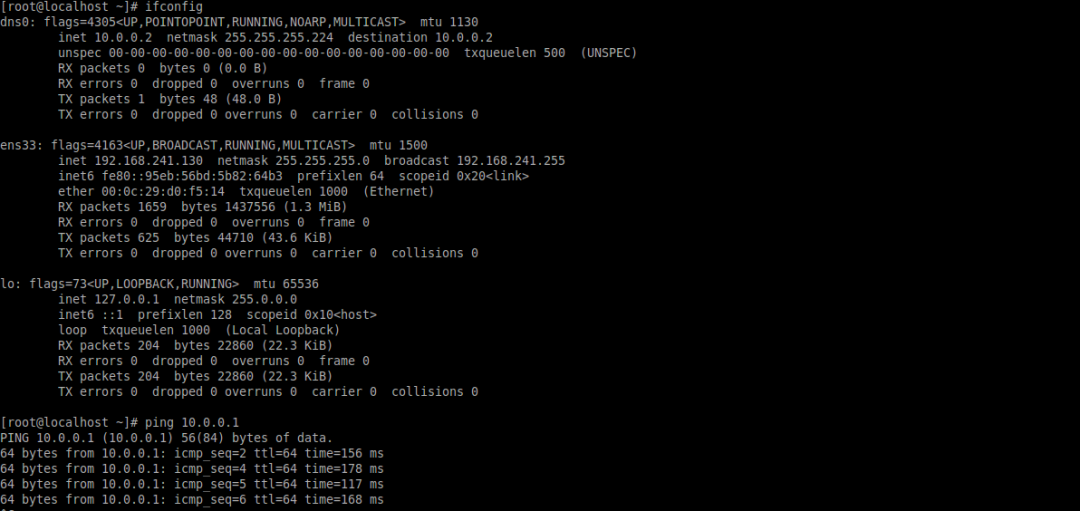 [root@localhost ~]# ifconfig
dns0: flags=4305<UP,POINTOPOINT,RUNNING,NOARP,MULTICAST>  mtu 1130
        inet 10.0.0.2  netmask 255.255.255.224  destination 10.0.0.2
        unspec 00-00-00-00-00-00-00-00-00-00-00-00-00-00-00-00  txqueuelen 500  (UNSPEC)
        RX packets 0  bytes 0 (0.0 B)
        RX errors 0  dropped 0  overruns 0  frame 0
        TX packets 1  bytes 48 (48.0 B)
        TX errors 0  dropped 0 overruns 0  carrier 0  collisions 0

ens33: flags=4163<UP,BROADCAST,RUNNING,MULTICAST>  mtu 1500
        inet 192.168.241.130  netmask 255.255.255.0  broadcast 192.168.241.255
        inet6 fe80::95eb:56bd:5b82:64b3  prefixlen 64  scopeid 0x20<link>
        ether 00:0c:29:d0:f5:14  txqueuelen 1000  (Ethernet)
        RX packets 1659  bytes 1437556 (1.3 MiB)
        RX errors 0  dropped 0  overruns 0  frame 0
        TX packets 625  bytes 44710 (43.6 KiB)
        TX errors 0  dropped 0 overruns 0  carrier 0  collisions 0

lo: flags=73<UP,LOOPBACK,RUNNING>  mtu 65536
        inet 127.0.0.1  netmask 255.0.0.0
        inet6 ::1  prefixlen 128  scopeid 0x10<host>
        loop  txqueuelen 1000  (Local Loopback)
        RX packets 204  bytes 22860 (22.3 KiB)
        RX errors 0  dropped 0  overruns 0  frame 0
        TX packets 204  bytes 22860 (22.3 KiB)
        TX errors 0  dropped 0 overruns 0  carrier 0  collisions 0

[root@localhost ~]# ping 10.0.0.1
PING 10.0.0.1 (10.0.0.1) 56(84) bytes of data.
64 bytes from 10.0.0.1: icmp_seq=2 ttl=64 time=156 ms
64 bytes from 10.0.0.1: icmp_seq=4 ttl=64 time=178 ms
64 bytes from 10.0.0.1: icmp_seq=5 ttl=64 time=117 ms
64 bytes from 10.0.0.1: icmp_seq=6 ttl=64 time=168 ms